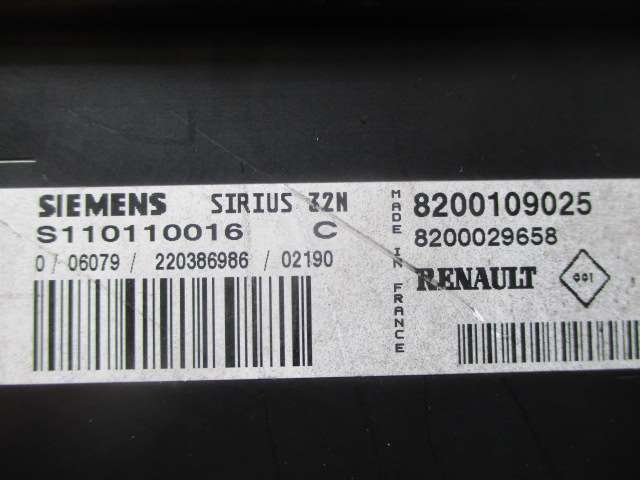 SIEMENS SIRIUS 32N
S110110016 C
0 / 06079 / 220386986 / 02190
MADE IN FRANCE
8200109025
8200029658
RENAULT 001